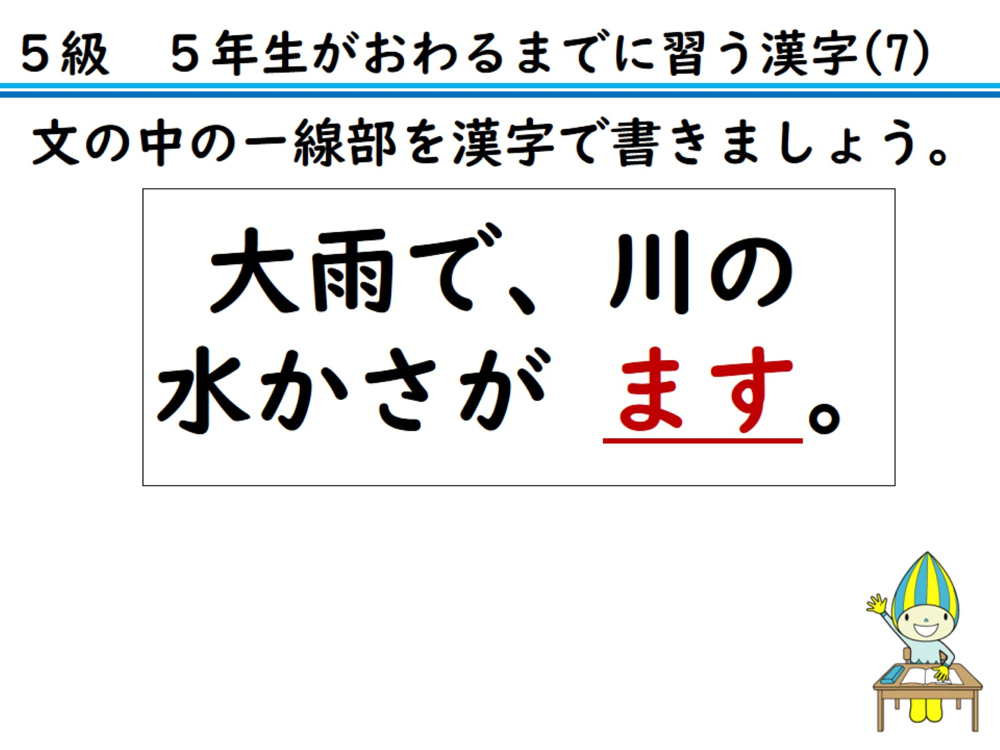 ５級　５年生がおわるまでに習う漢字(7)
文の中の一線部を漢字で書きましょう。
大雨で、川の
水かさが　ます。